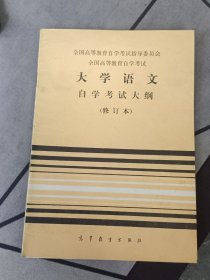 全国高等教育自学考试指导委员会
全国高等教育自学考试
大学语文
自学考试大纲
(修订本)
高等教育出版社